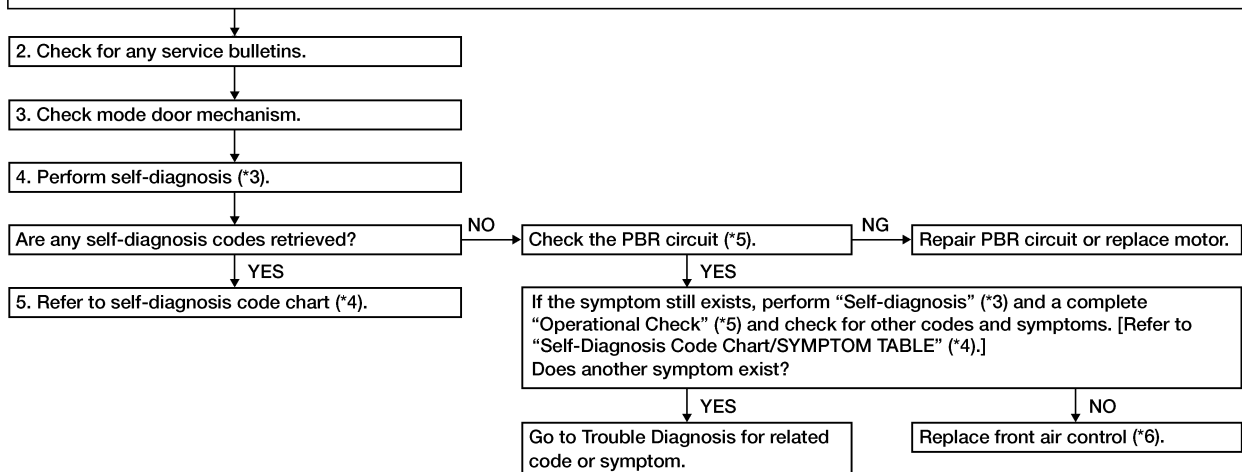 2. Check for any service bulletins.
3. Check mode door mechanism.
4. Perform self-diagnosis (*3).
Are any self-diagnosis codes retrieved?
NO
Check the PBR circuit (*5).
NG
Repair PBR circuit or replace motor.
YES
5. Refer to self-diagnosis code chart (*4).
YES
If the symptom still exists, perform “Self-diagnosis” (*3) and a complete
“Operational Check” (*5) and check for other codes and symptoms. [Refer to
“Self-Diagnosis Code Chart/SYMPTOM TABLE” (*4).]
Does another symptom exist?
YES
Go to Trouble Diagnosis for related
code or symptom.
NO
Replace front air control (*6).